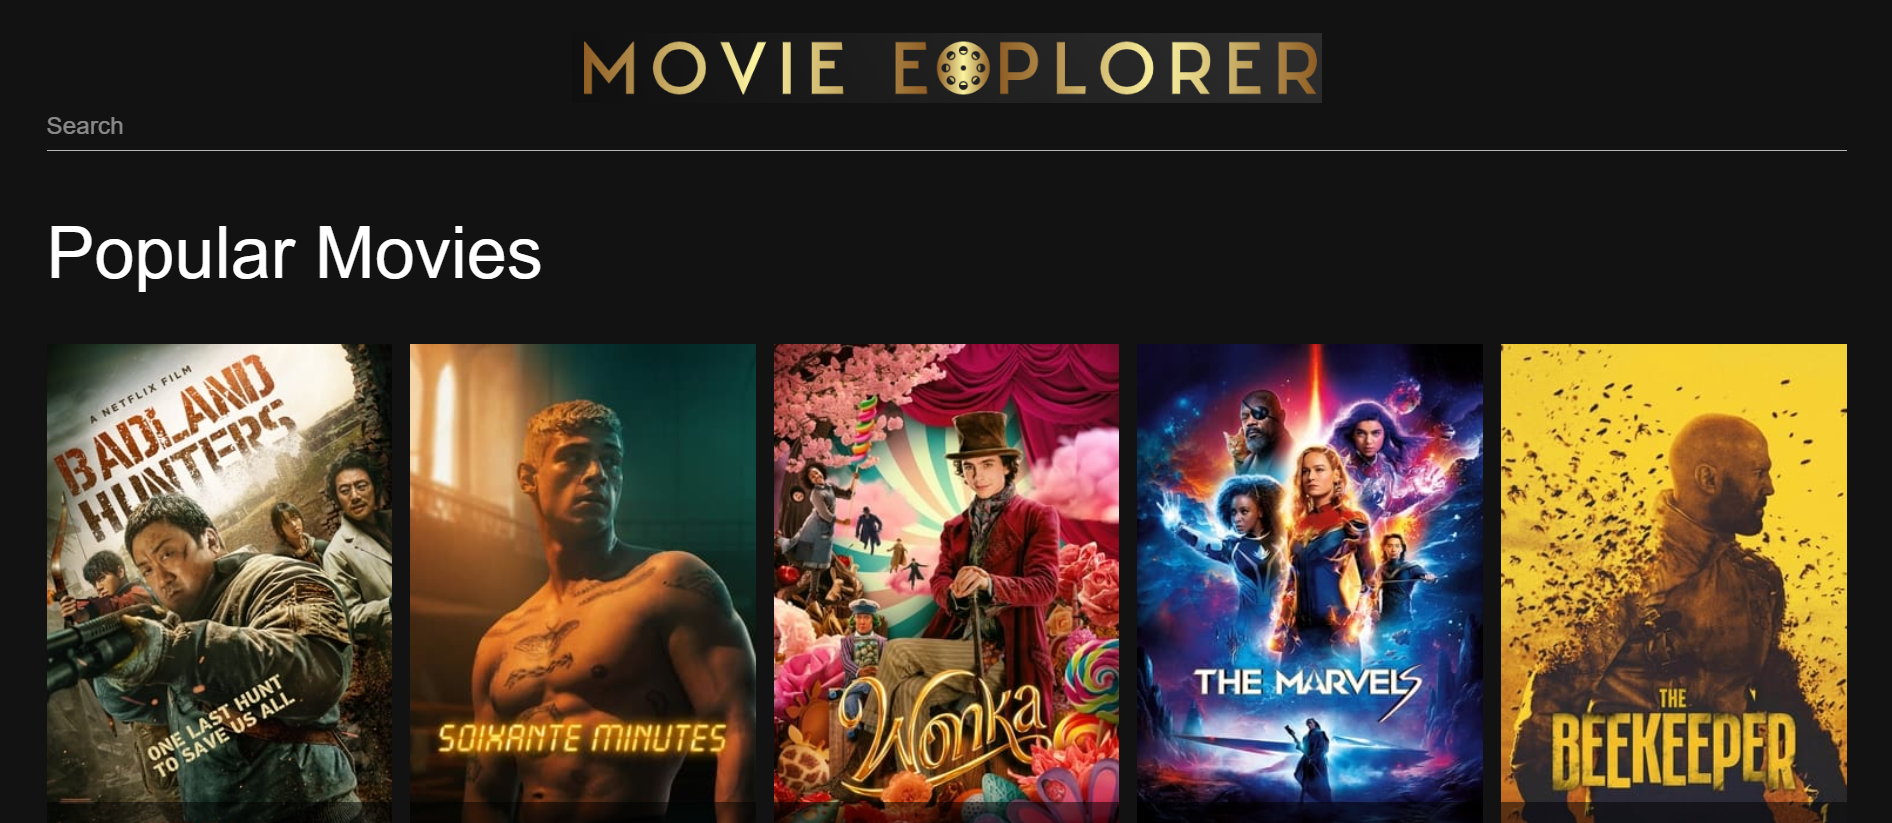 MOVIE EOPLORER
Search
Popular Movies
A NETFLIX FILM
BADLAND
HUNTERS
ONE LAST HUNT
TO SAVE US ALL
SOIXANTE MINUTES
Wonka
THE MARVELS
THE
BEEKEEPER